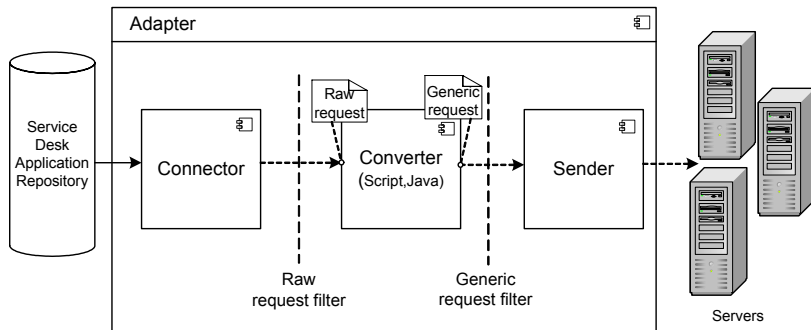 Adapter
Service
Desk
Application
Repository
Connector
Raw
request
Converter
(Script,Java)
Generic
request
Sender
Raw
request filter
Generic
request filter
Servers